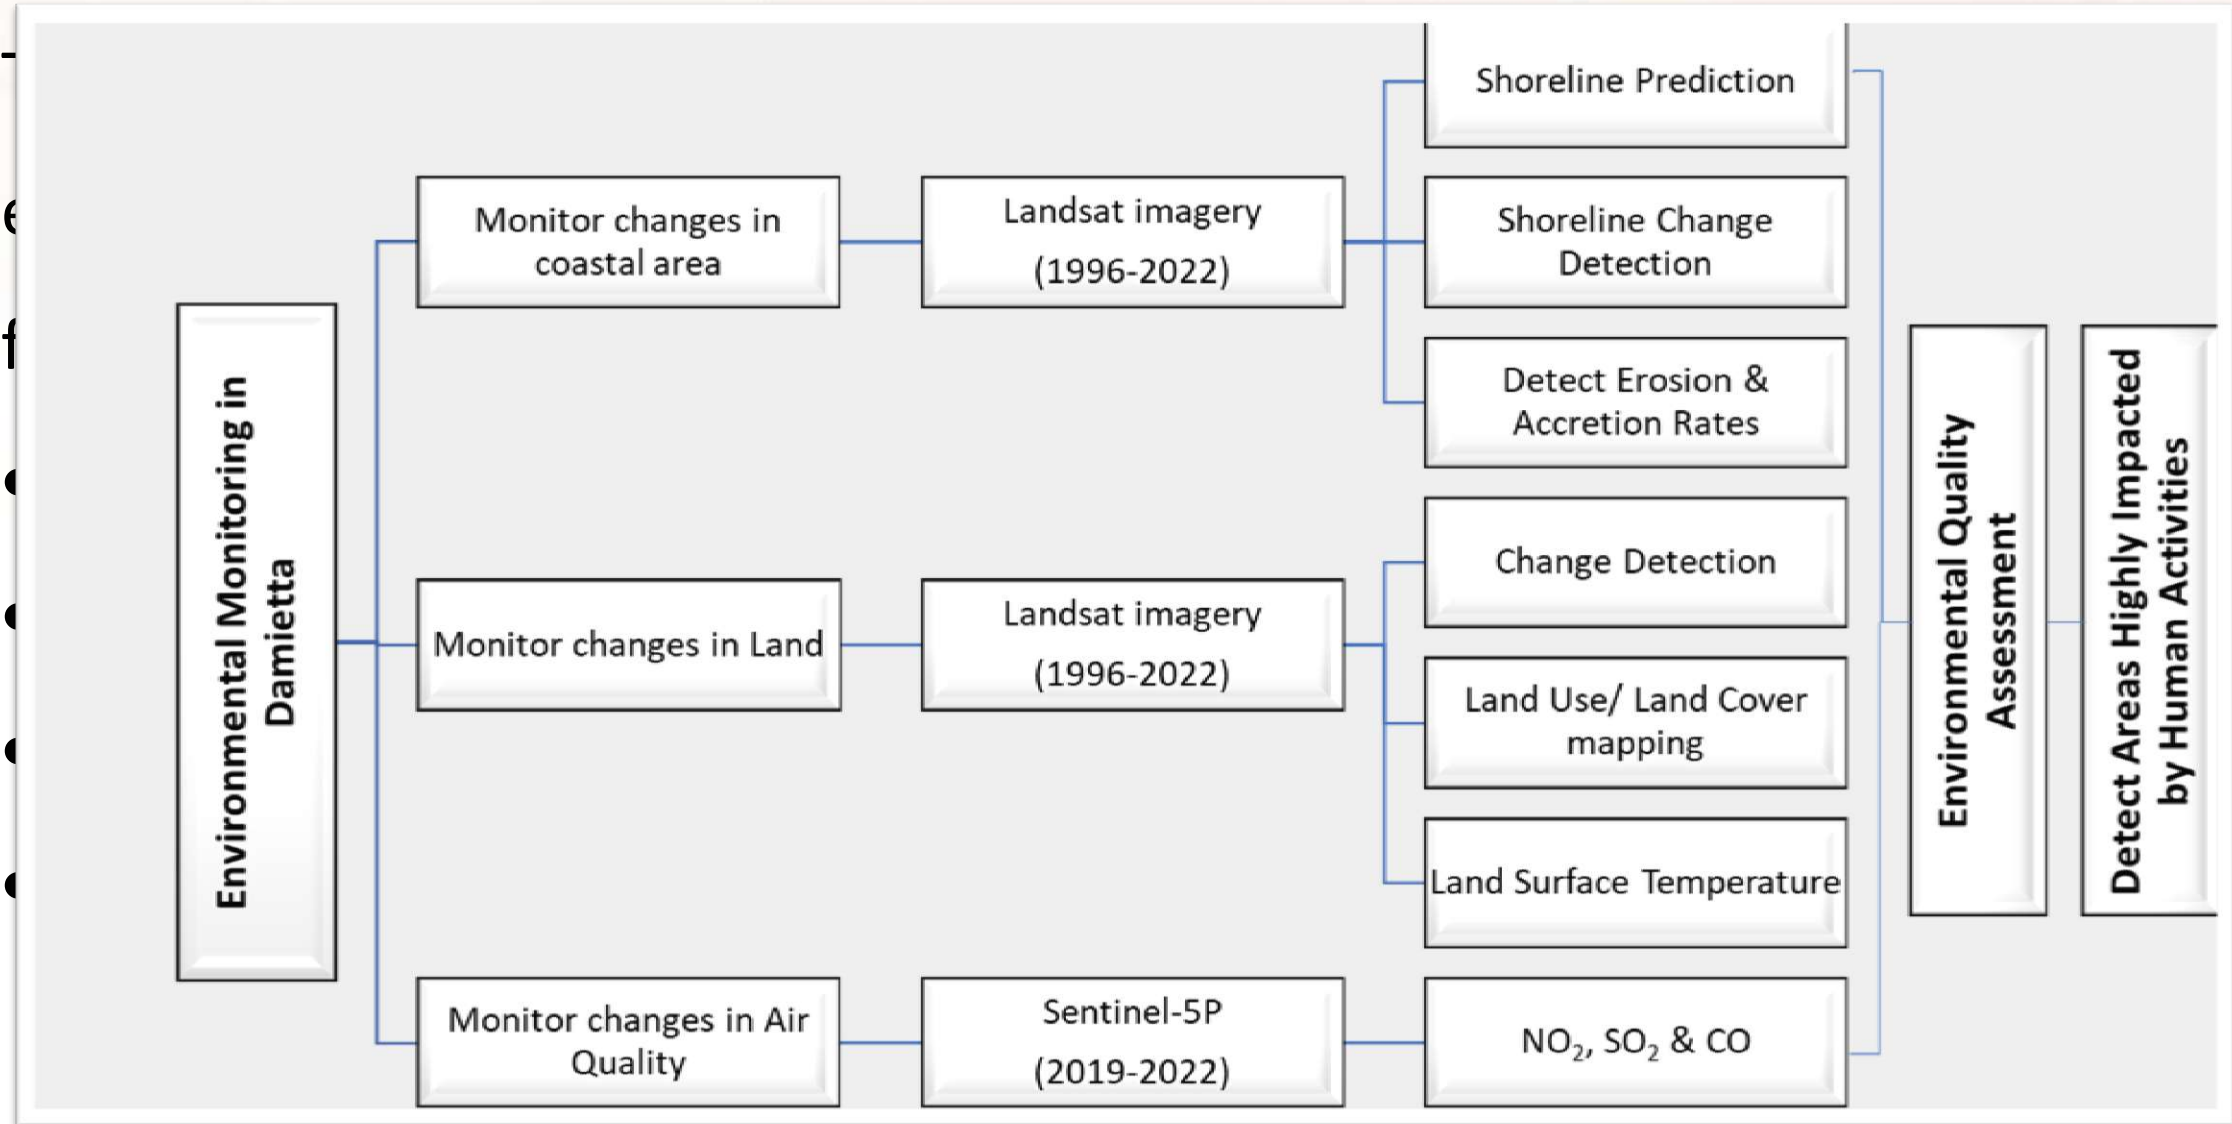 Environmental Monitoring in
Damietta
Monitor changes in
coastal area
Landsat imagery
(1996-2022)
Shoreline Prediction
Shoreline Change
Detection
Detect Erosion &
Accretion Rates
Monitor changes in Land
Landsat imagery
(1996-2022)
Change Detection
Land Use/ Land Cover
mapping
Land Surface Temperature
Monitor changes in Air
Quality
Sentinel-5P
(2019-2022)
NO₂, SO₂ & CO
Environmental Quality
Assessment
Detect Areas Highly Impacted
by Human Activities